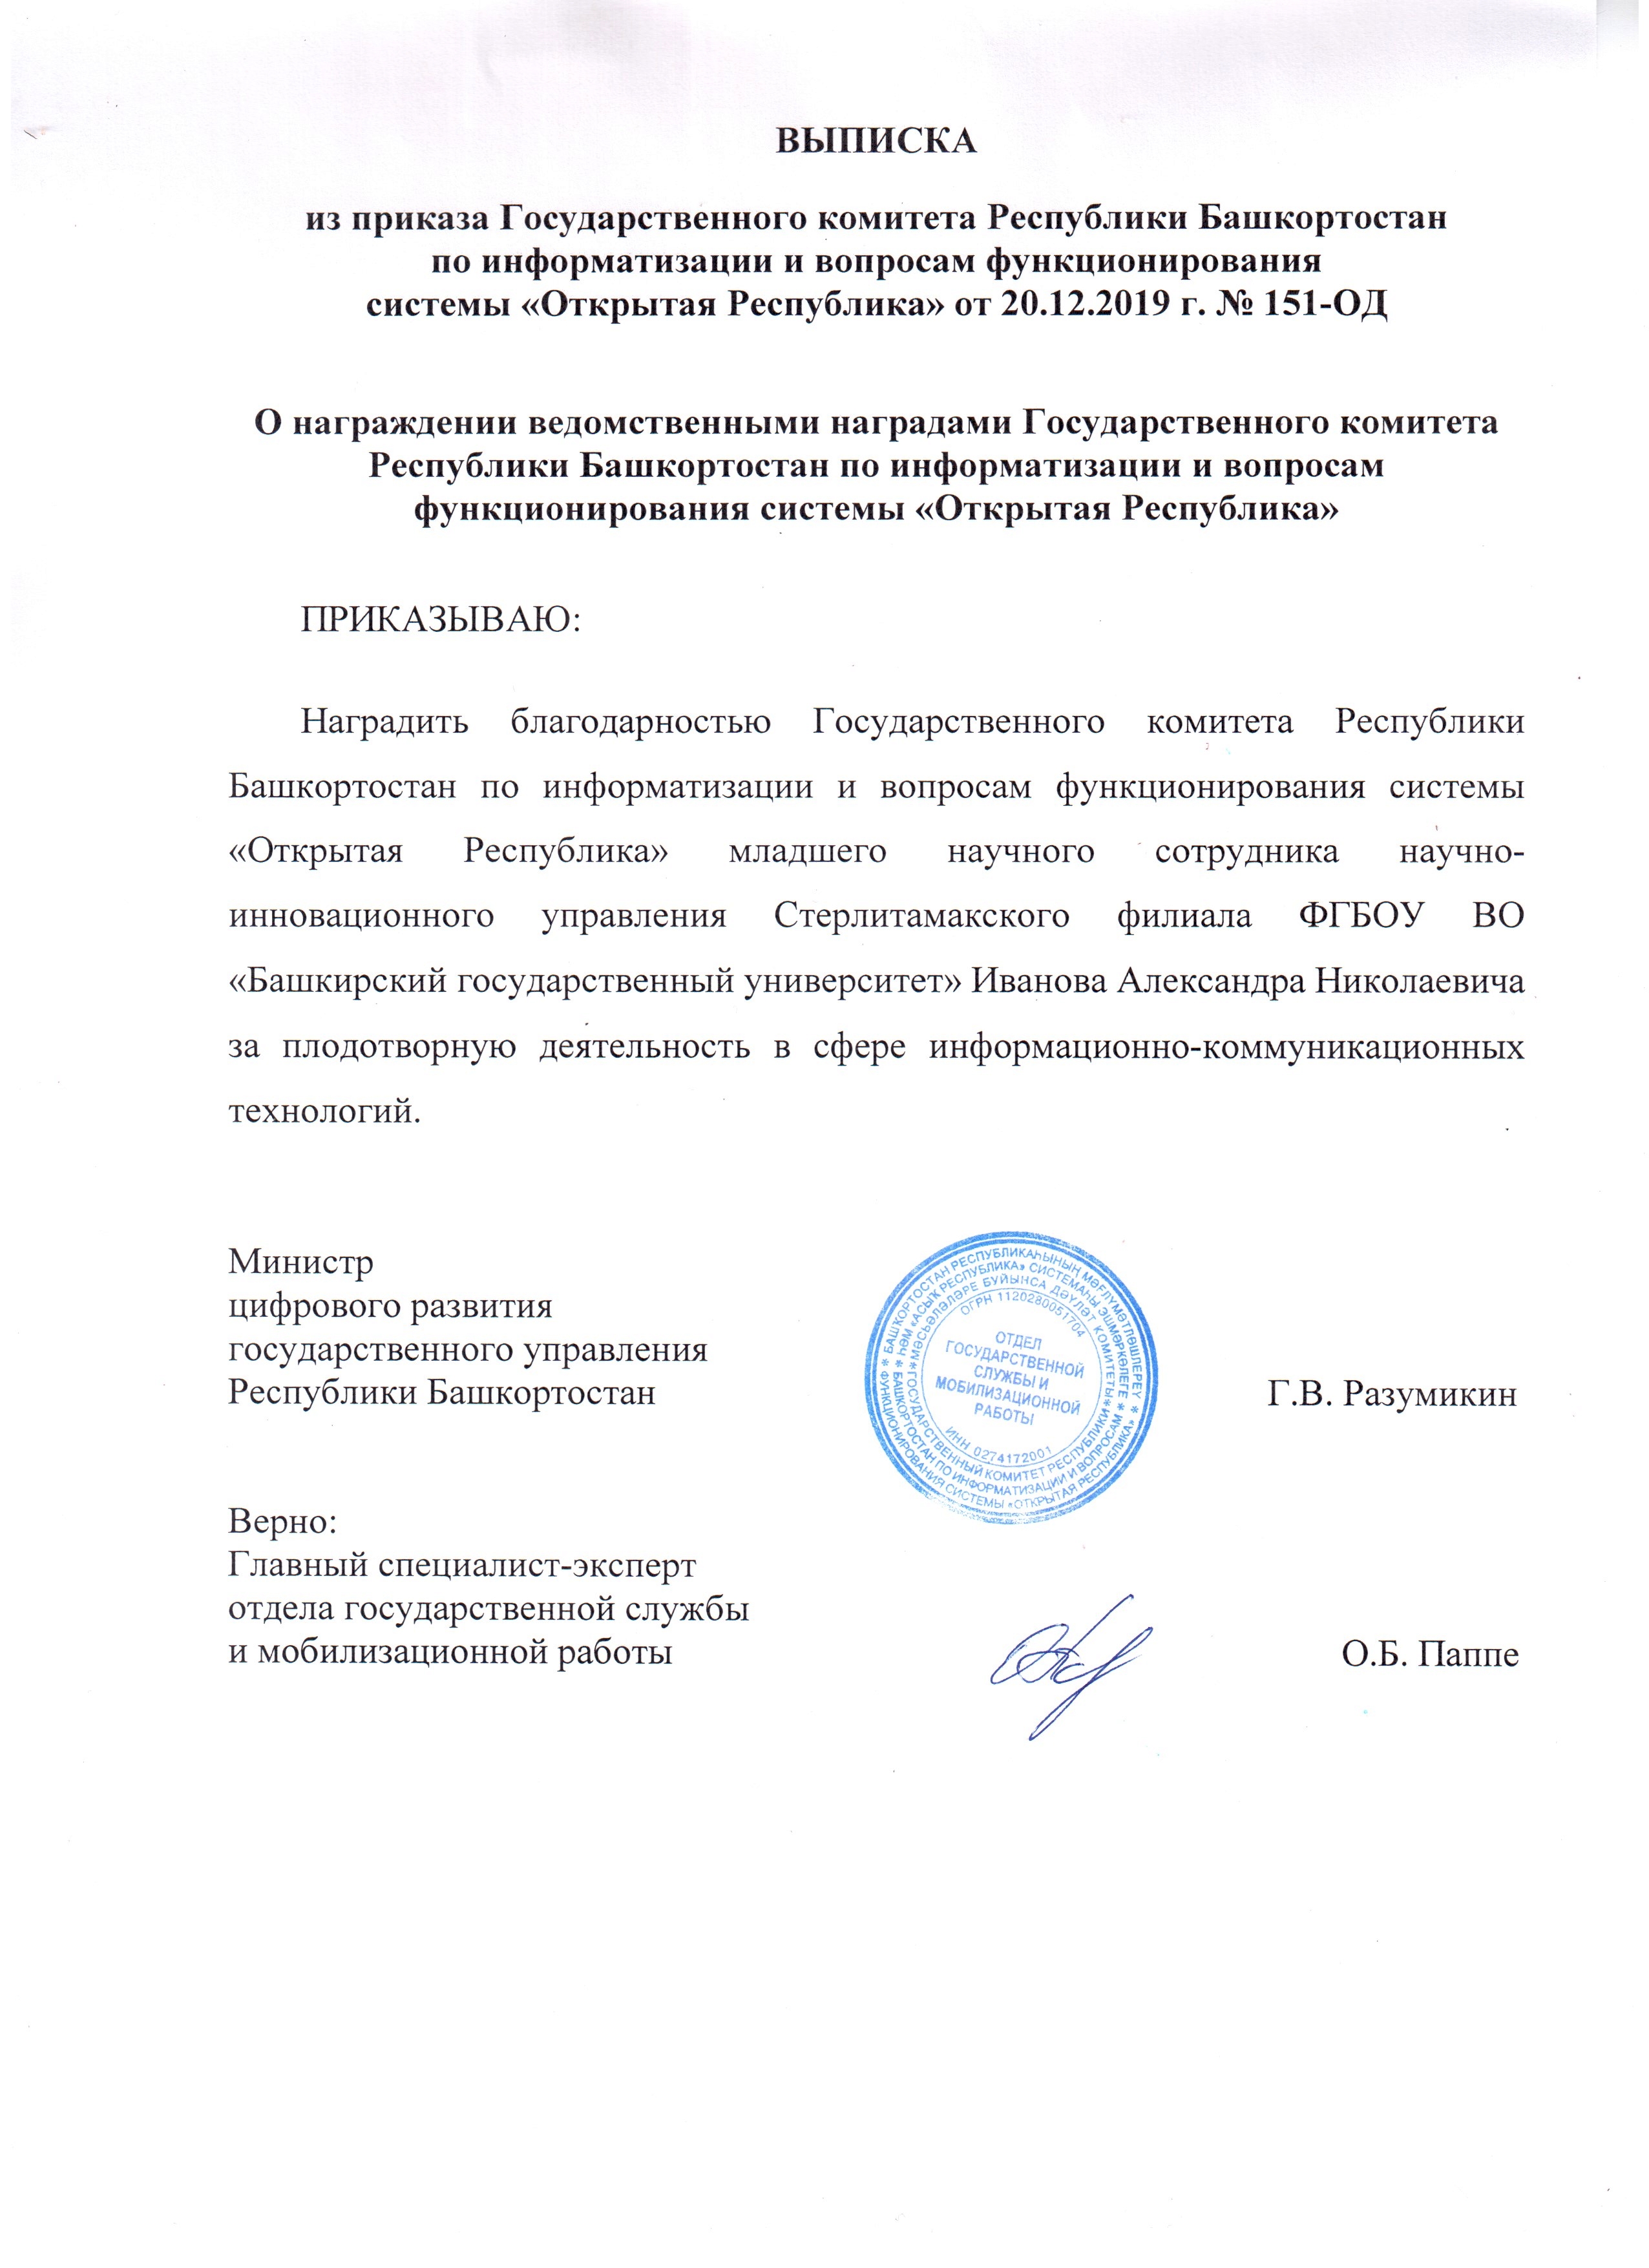 ВЫПИСКА
из приказа Государственного комитета Республики Башкортостан
по информатизации и вопросам функционирования
системы «Открытая Республика» от 20.12.2019 г. № 151-ОД
О награждении ведомственными наградами Государственного комитета
Республики Башкортостан по информатизации и вопросам
функционирования системы «Открытая Республика»
ПРИКАЗЫВАЮ:
Наградить благодарностью Государственного комитета Республики
Башкортостан по информатизации и вопросам функционирования системы
«Открытая Республика» младшего научного сотрудника научно-
инновационного управления Стерлитамакского филиала ФГБОУ ВО
«Башкирский государственный университет» Иванова Александра Николаевича
за плодотворную деятельность в сфере информационно-коммуникационных
технологий.
Министр
цифрового развития
государственного управления
Республики Башкортостан Г.В. Разумикин
БАШҠОРТОСТАН РЕСПУБЛИКАҺЫНЫҢ МӘҒЛҮМӘТЛӘШТЕРЕҮ
ҺӘМ «АСЫҠ РЕСПУБЛИКА» СИСТЕМАҺЫ ЭШМӘКӘРЛЕГЕ
МӘСЬӘЛӘЛӘРЕ БУЙЫНСА ДӘҮЛӘТ КОМИТЕТЫ
ГОСУДАРСТВЕННЫЙ КОМИТЕТ РЕСПУБЛИКИ
БАШКОРТОСТАН ПО ИНФОРМАТИЗАЦИИ И ВОПРОСАМ
ФУНКЦИОНИРОВАНИЯ СИСТЕМЫ «ОТКРЫТАЯ РЕСПУБЛИКА»
ОГРН 1120280051704
ОТДЕЛ
ГОСУДАРСТВЕННОЙ
СЛУЖБЫ И
МОБИЛИЗАЦИОННОЙ
РАБОТЫ
ИНН 0274172001
Верно:
Главный специалист-эксперт
отдела государственной службы
и мобилизационной работы О.Б. Паппе